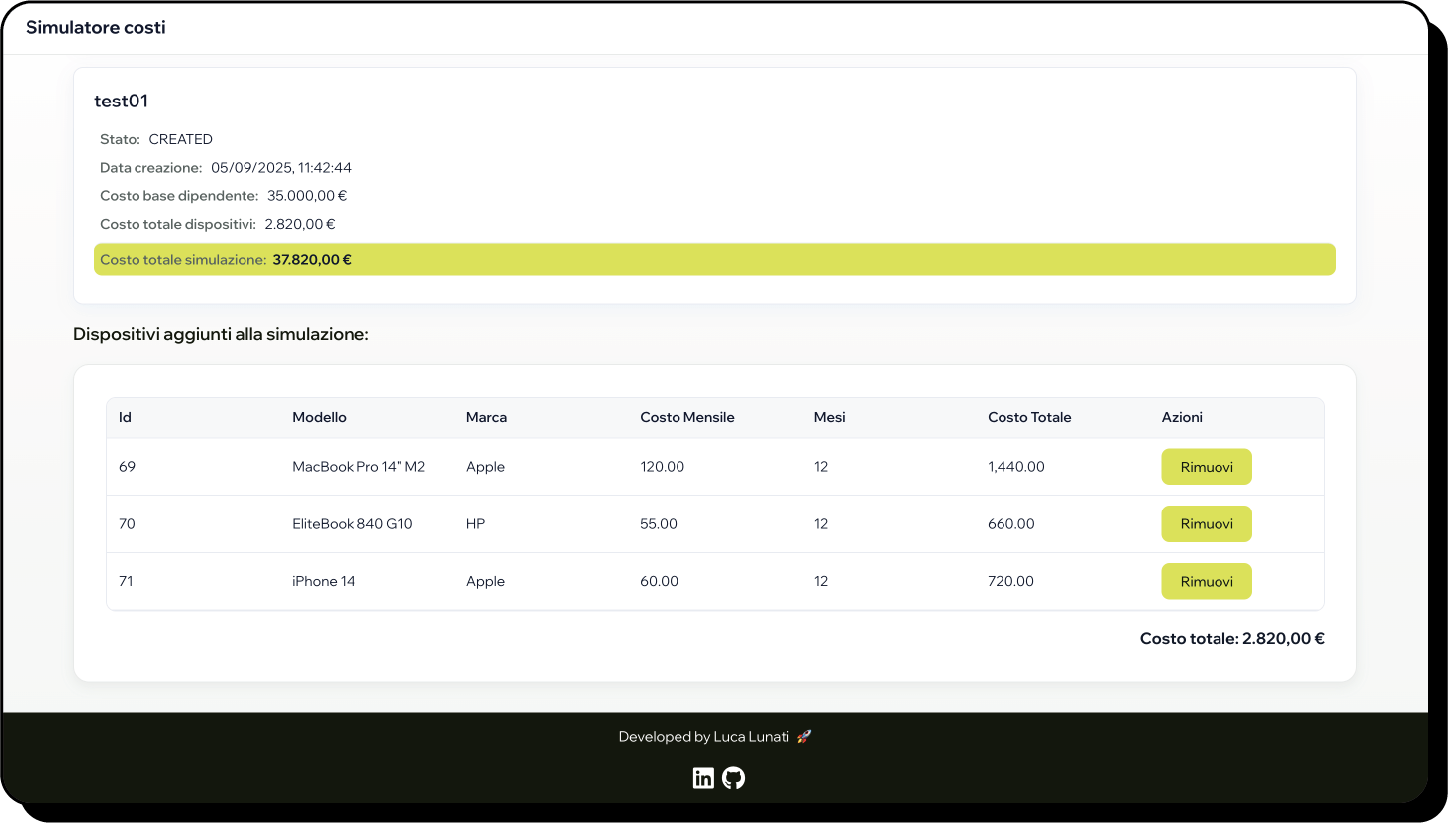 Simulatore costi
test01
Stato: CREATED
Data creazione: 05/09/2025, 11:42:44
Costo base dipendente: 35.000,00 €
Costo totale dispositivi: 2.820,00 €
Costo totale simulazione: 37.820,00 €
Dispositivi aggiunti alla simulazione:
Id Modello Marca Costo Mensile Mesi Costo Totale Azioni
69 MacBook Pro 14" M2 Apple 120.00 12 1,440.00 Rimuovi
70 EliteBook 840 G10 HP 55.00 12 660.00 Rimuovi
71 iPhone 14 Apple 60.00 12 720.00 Rimuovi
Costo totale: 2.820,00 €
Developed by Luca Lunati 🚀
in